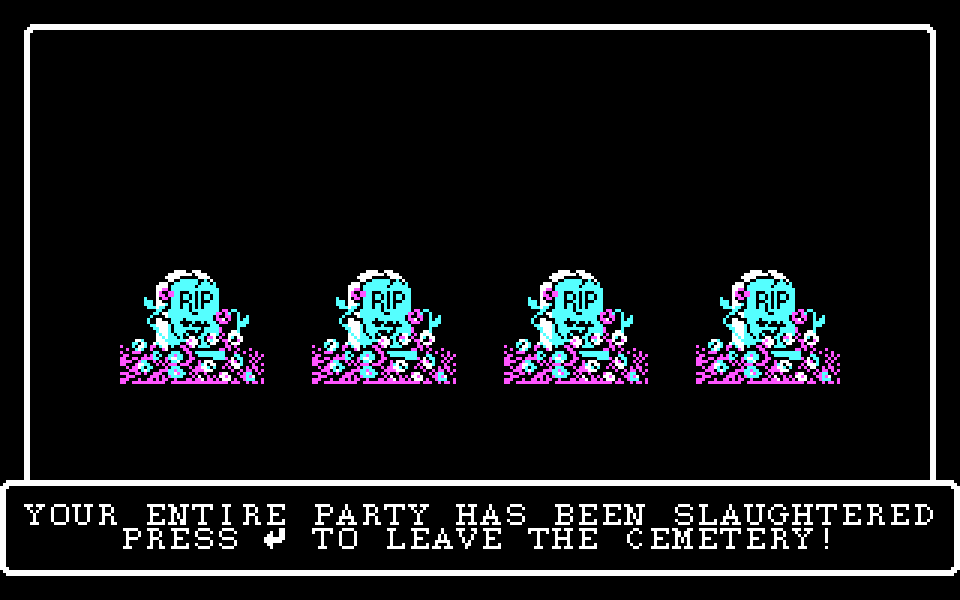 RIP RIP RIP RIP
YOUR ENTIRE PARTY HAS BEEN SLAUGHTERED
PRESS ↵ TO LEAVE THE CEMETERY!